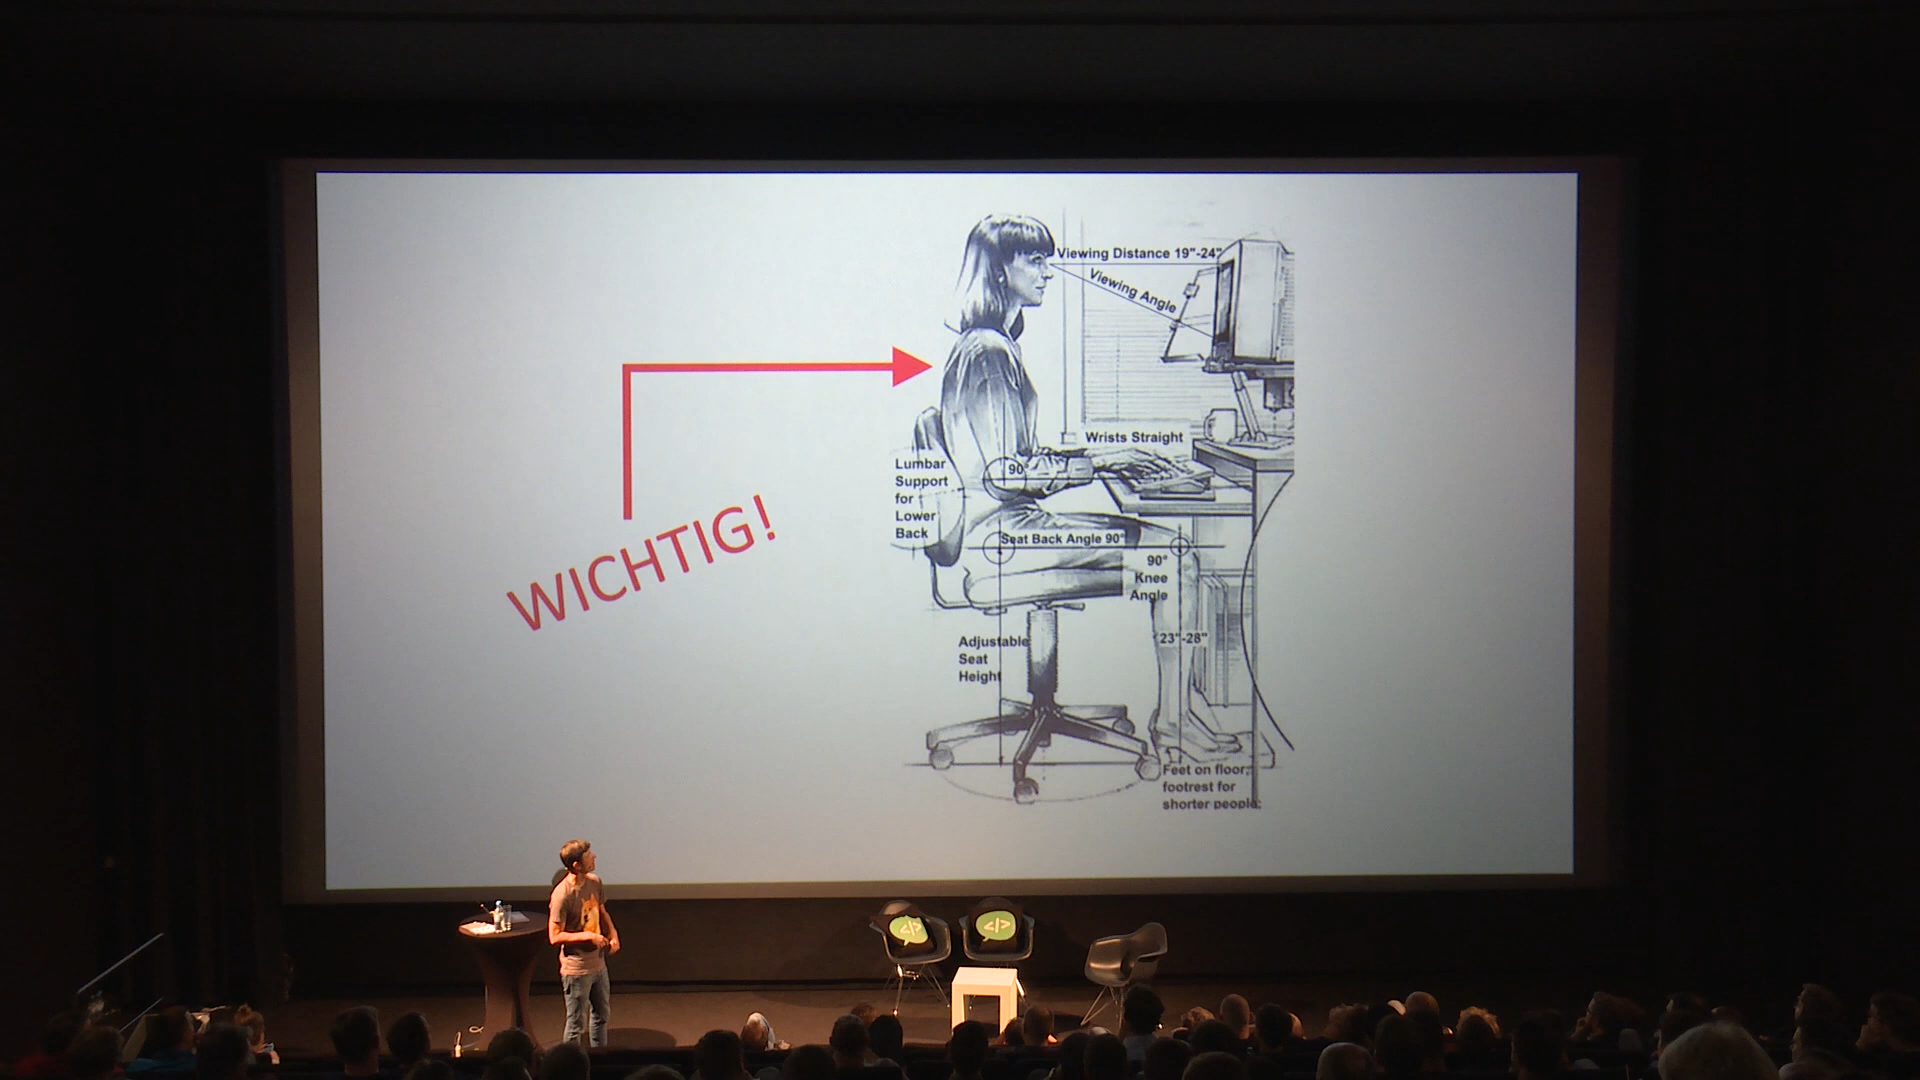 Viewing Distance 19"-24"
Viewing Angle
Wrists Straight
Lumbar
Support
for
Lower
Back
90
WICHTIG!
Seat Back Angle 90°
90°
Knee
Angle
Adjustable
Seat
Height
23"-28"
Feet on floor,
footrest for
shorter people.
</>
</>